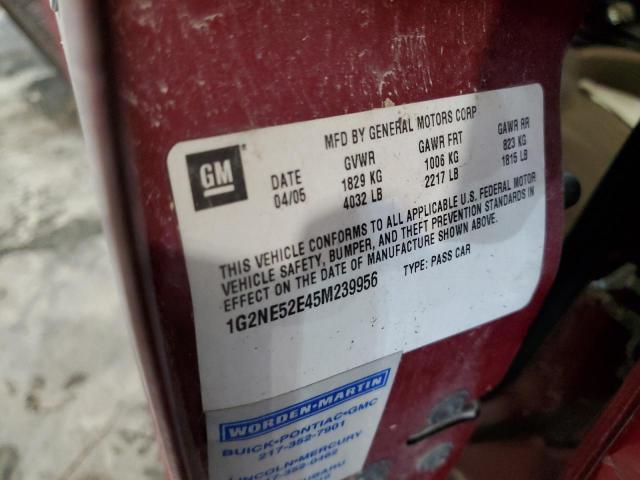 MFD BY GENERAL MOTORS CORP
GM
DATE GVWR GAWR FRT GAWR RR
04/05 1829 KG 1006 KG 823 KG
4032 LB 2217 LB 1815 LB
THIS VEHICLE CONFORMS TO ALL APPLICABLE U.S. FEDERAL MOTOR
VEHICLE SAFETY, BUMPER, AND THEFT PREVENTION STANDARDS IN
EFFECT ON THE DATE OF MANUFACTURE SHOWN ABOVE.
1G2NE52E45M239956 TYPE: PASS CAR
WORDEN-MARTIN
BUICK•PONTIAC•GMC
217-352-7901
LINCOLN-MERCURY